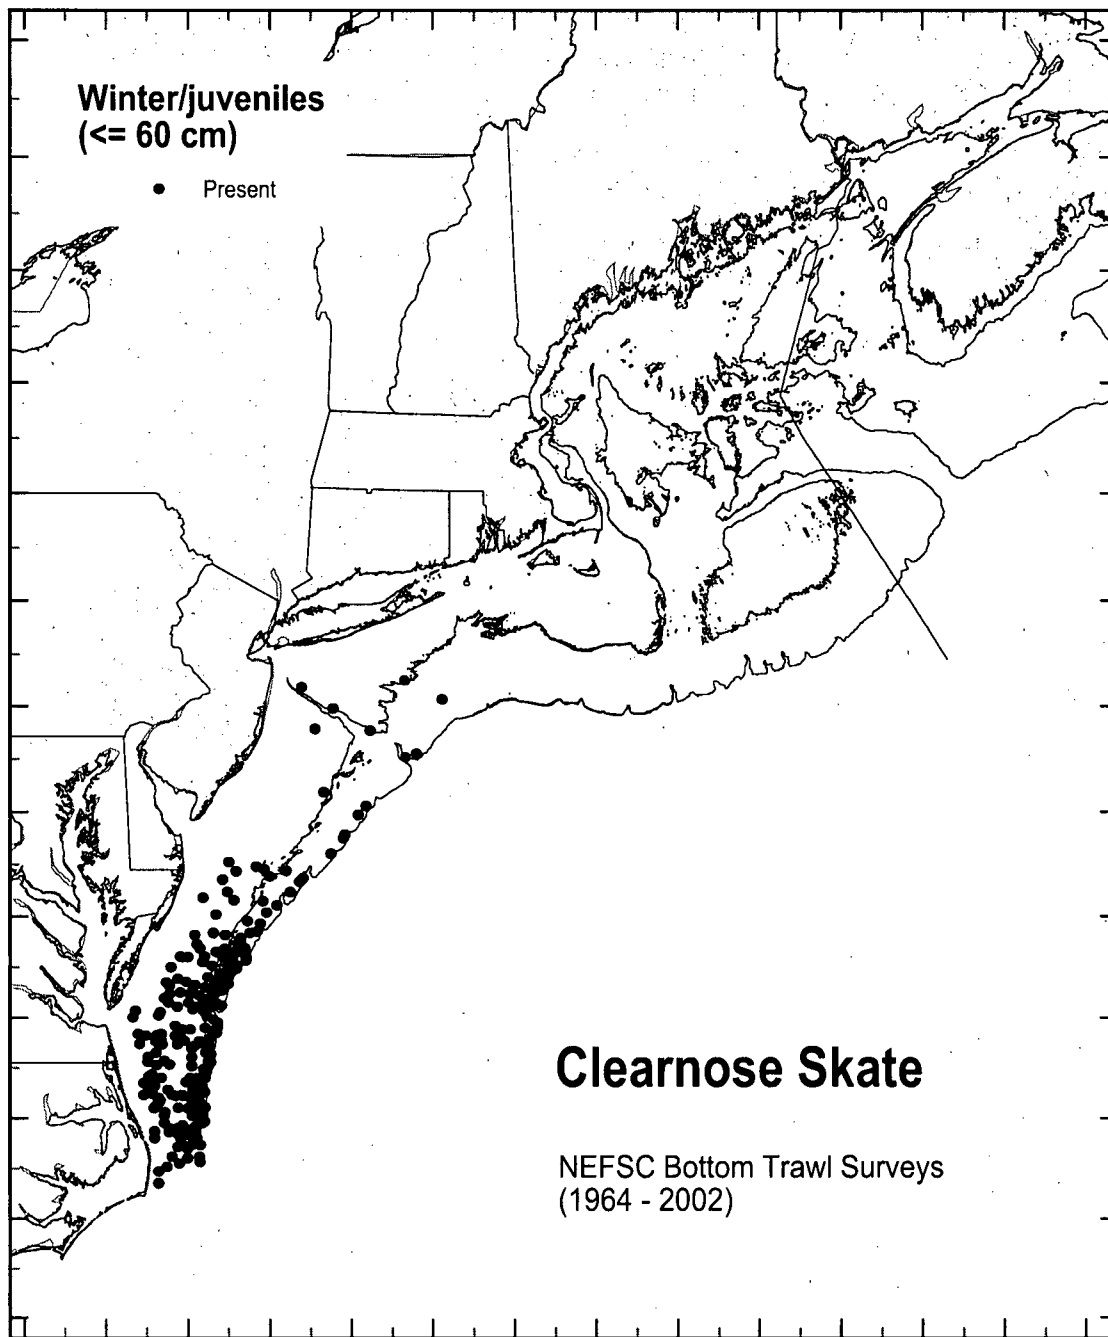 Winter/juveniles
(<= 60 cm)
Present
Clearnose Skate
NEFSC Bottom Trawl Surveys
(1964 - 2002)